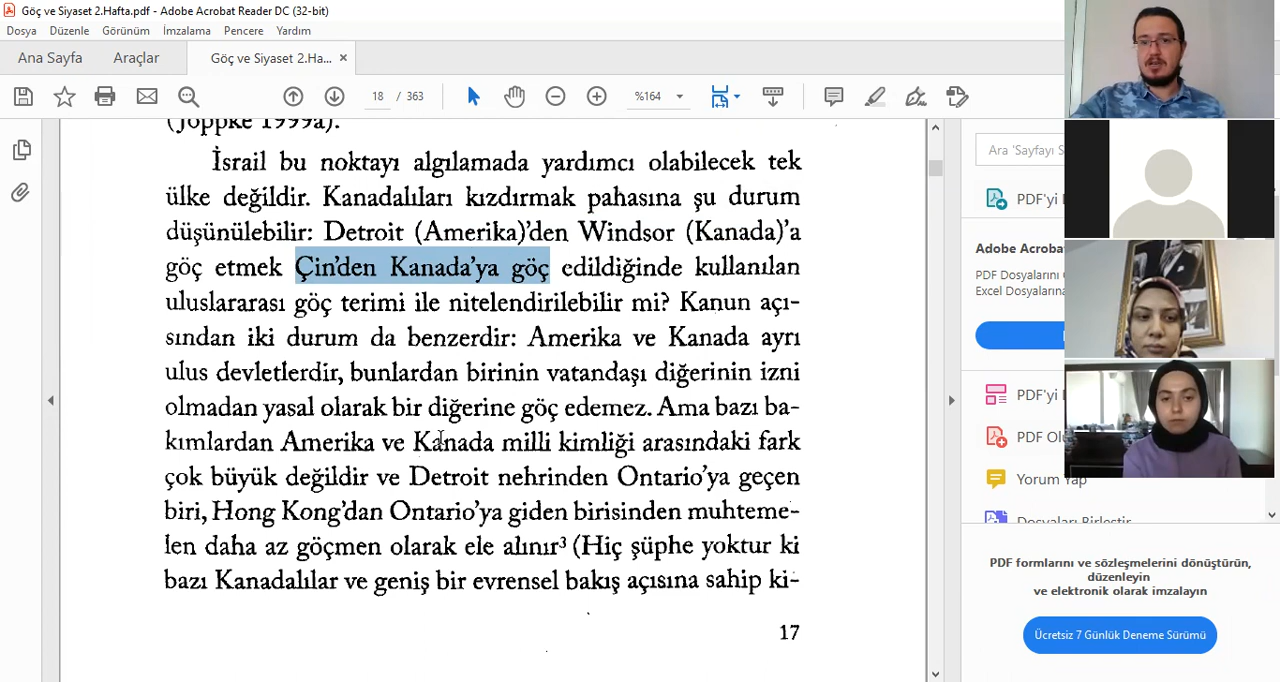 Göç ve Siyaset 2.Hafta.pdf - Adobe Acrobat Reader DC (32-bit)
Dosya Düzenle Görünüm İmzalama Pencere Yardım
Ana Sayfa Araçlar Göç ve Siyaset 2.Ha... ×
18 / 363 %164
(Joppke 1999a).
İsrail bu noktayı algılamada yardımcı olabilecek tek
ülke değildir. Kanadalıları kızdırmak pahasına şu durum
düşünülebilir: Detroit (Amerika)'den Windsor (Kanada)'a
göç etmek Çin'den Kanada'ya göç edildiğinde kullanılan
uluslararası göç terimi ile nitelendirilebilir mi? Kanun açı-
sından iki durum da benzerdir: Amerika ve Kanada ayrı
ulus devletlerdir, bunlardan birinin vatandaşı diğerinin izni
olmadan yasal olarak bir diğerine göç edemez. Ama bazı ba-
kımlardan Amerika ve Kanada milli kimliği arasındaki fark
çok büyük değildir ve Detroit nehrinden Ontario'ya geçen
biri, Hong Kong'dan Ontario'ya giden birisinden muhteme-
len daha az göçmen olarak ele alınır³ (Hiç şüphe yoktur ki
bazı Kanadalılar ve geniş bir evrensel bakış açısına sahip ki-
17
Ara 'Sayfayı S
PDF'yi
Adobe Acroba
PDF Dosyalarını
Excel Dosyaların
PDF'yi
PDF Ol
Yorum Yap
Dosyaları Birleştir
PDF formlarını ve sözleşmelerini dönüştürün,
düzenleyin
ve elektronik olarak imzalayın
Ücretsiz 7 Günlük Deneme Sürümü